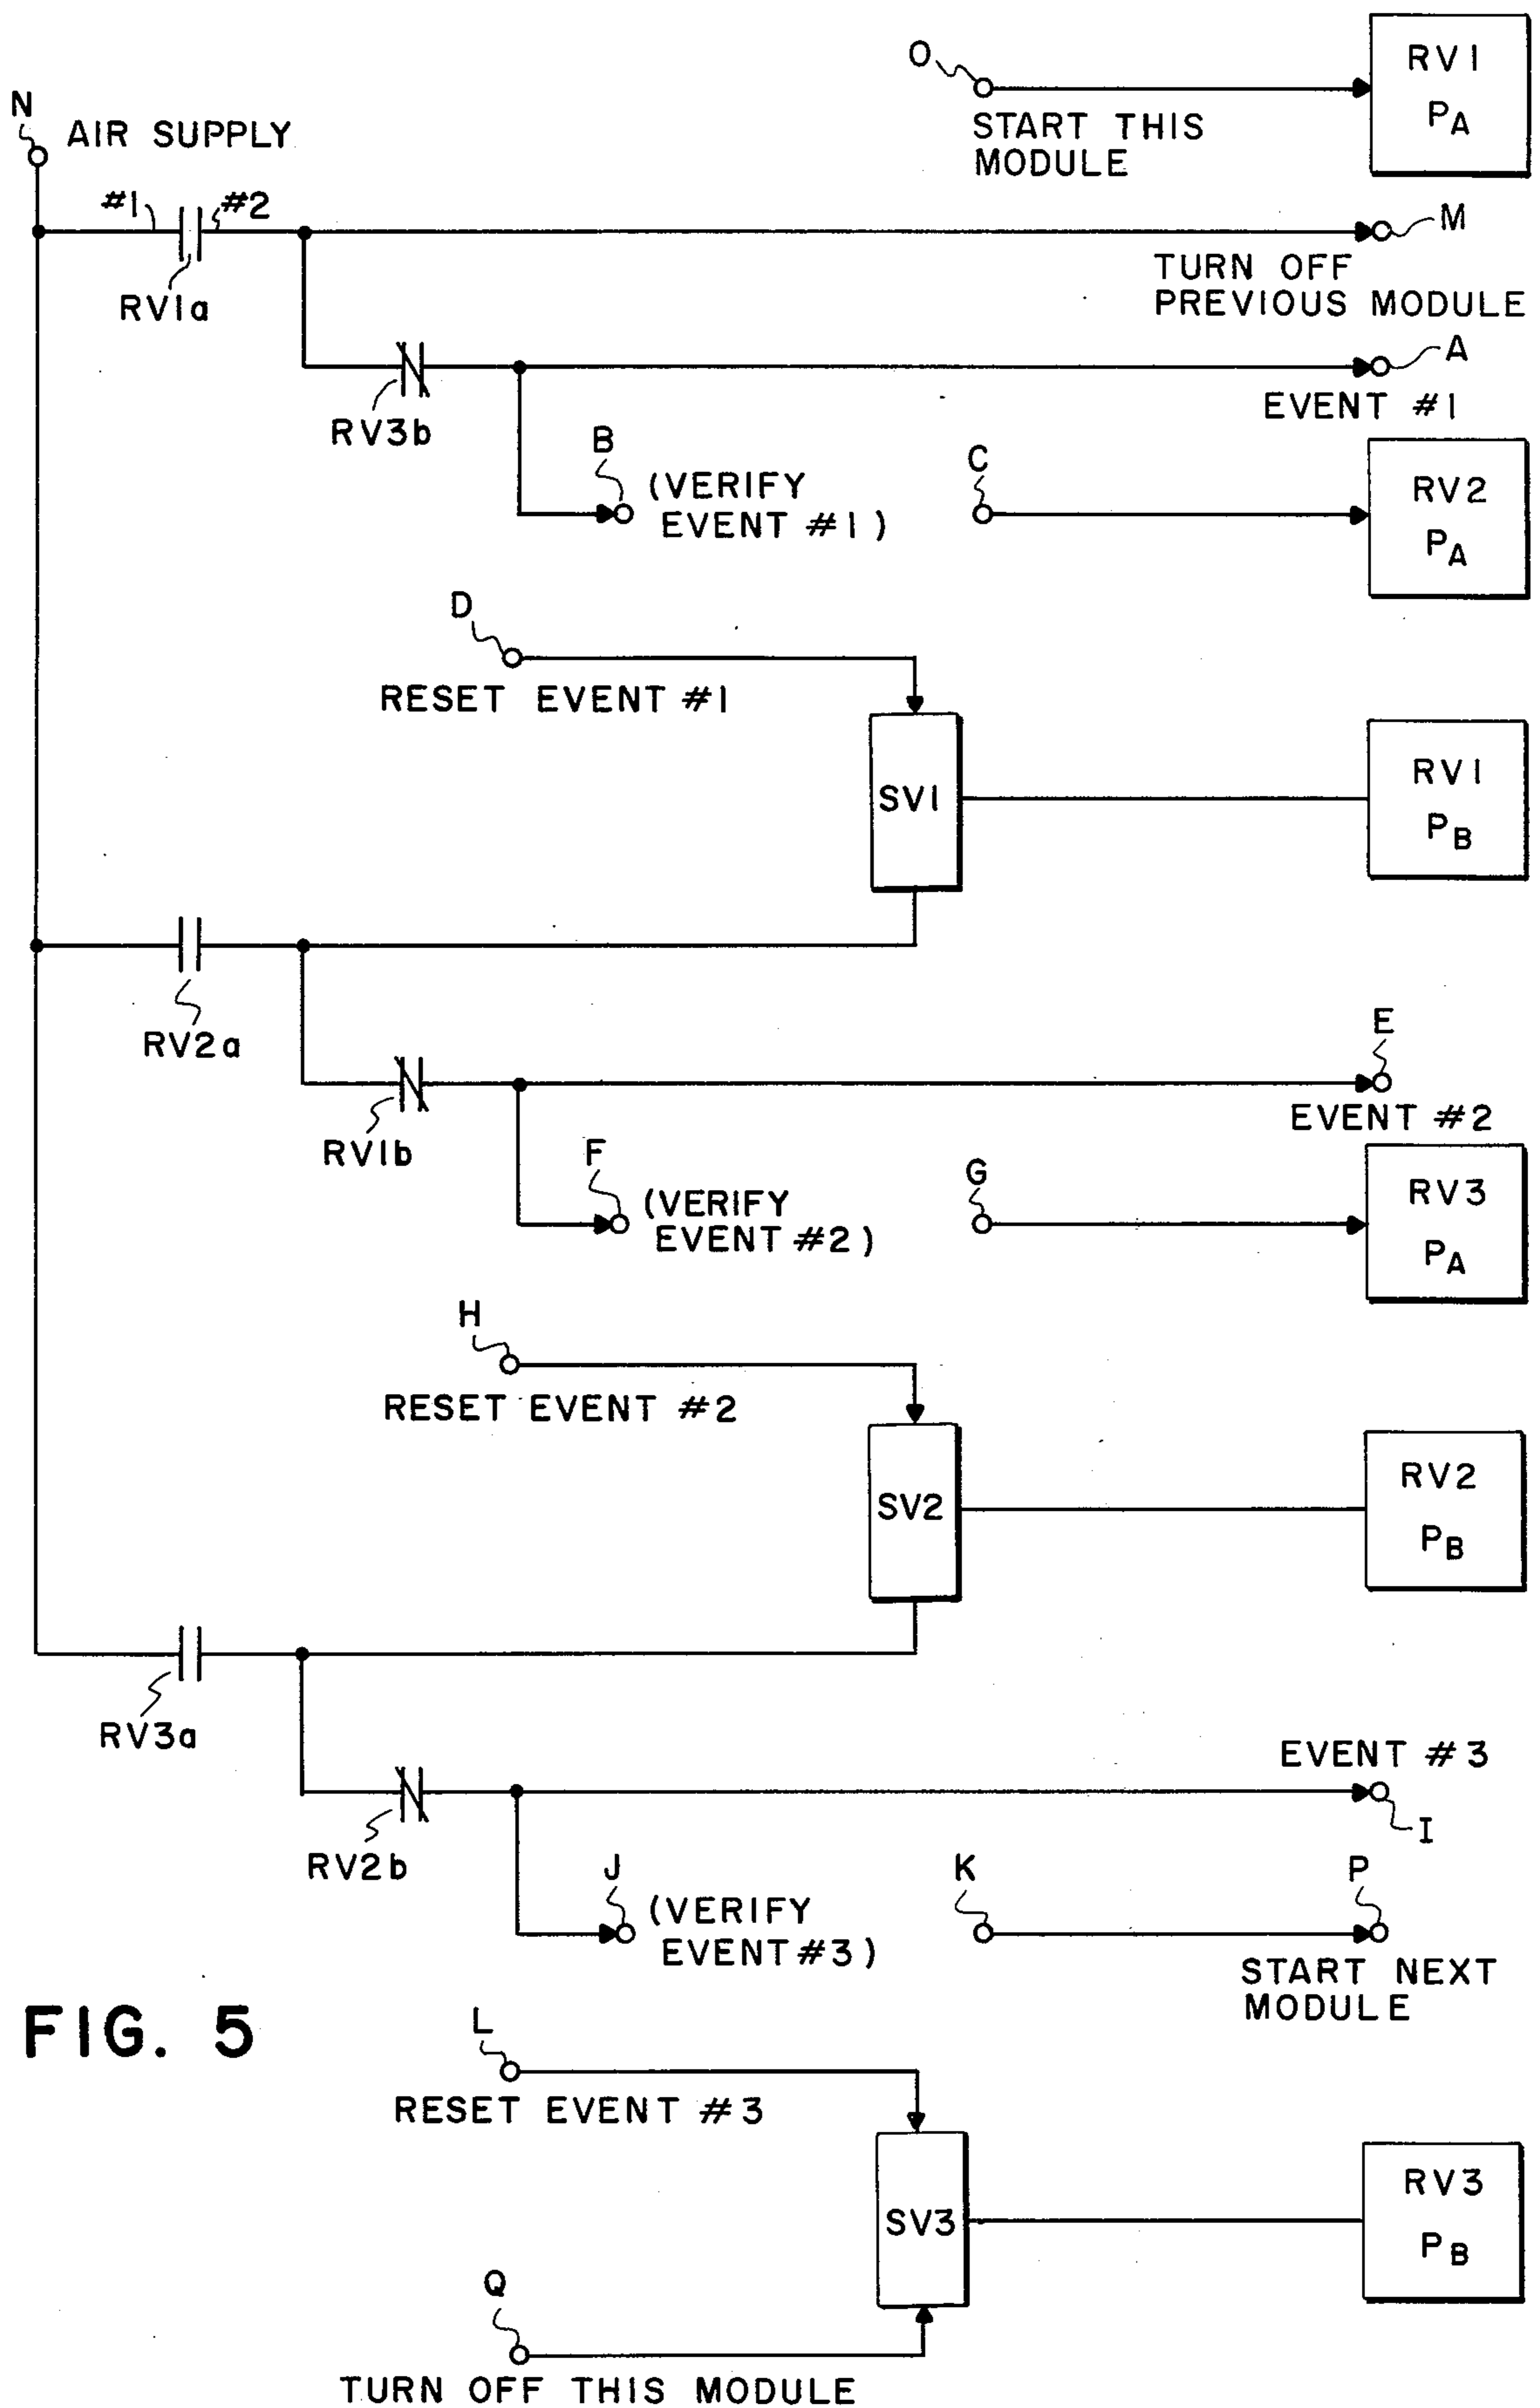 O
RV1
PA
N
AIR SUPPLY
START THIS
MODULE
#1
#2
M
RV1a
TURN OFF
PREVIOUS MODULE
A
EVENT #1
RV3b
B
(VERIFY
EVENT #1)
C
RV2
PA
D
RESET EVENT #1
SV1
RV1
PB
RV2a
E
EVENT #2
RV1b
F
(VERIFY
EVENT #2)
G
RV3
PA
H
RESET EVENT #2
SV2
RV2
PB
RV3a
EVENT #3
I
RV2b
J
(VERIFY
EVENT #3)
K
P
START NEXT
MODULE
FIG. 5
L
RESET EVENT #3
SV3
RV3
PB
Q
TURN OFF THIS MODULE